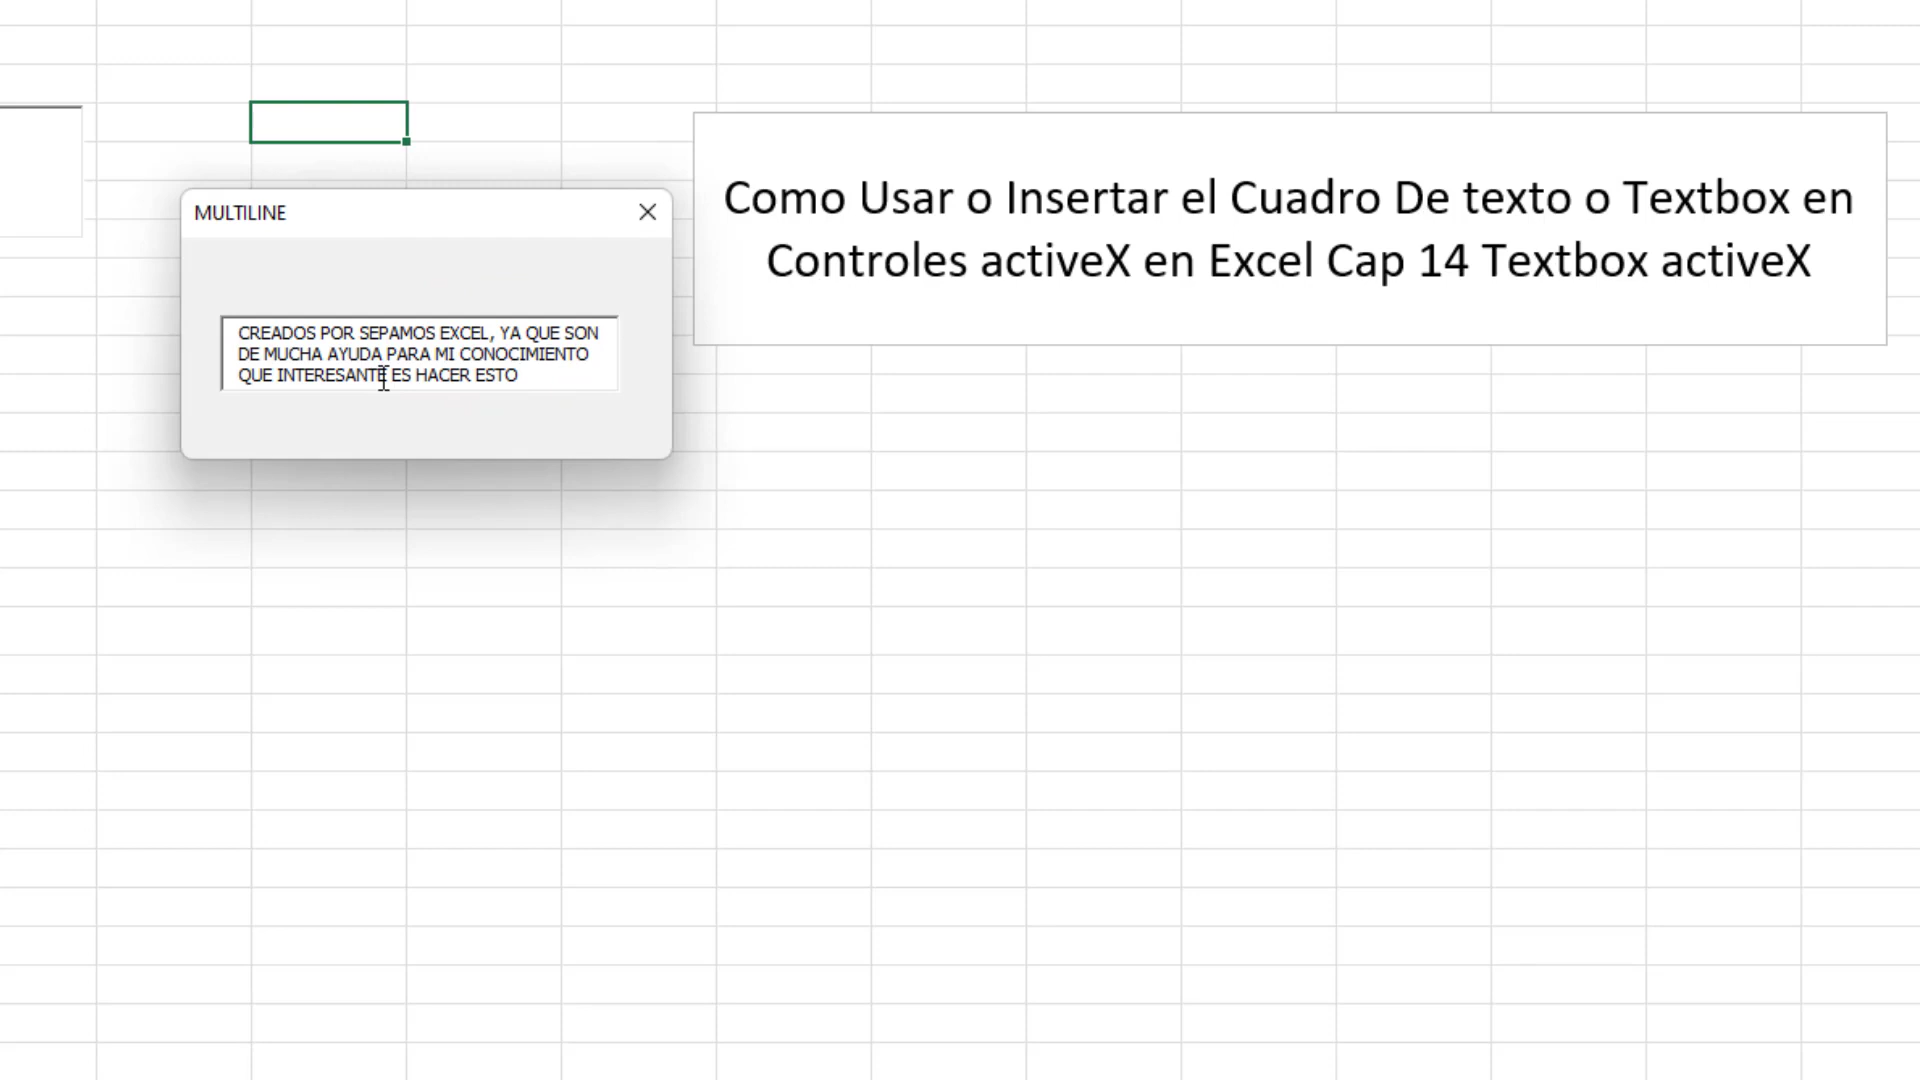 MULTILINE
CREADOS POR SEPAMOS EXCEL, YA QUE SON
DE MUCHA AYUDA PARA MI CONOCIMIENTO
QUE INTERESANTE ES HACER ESTO
Como Usar o Insertar el Cuadro De texto o Textbox en
Controles activeX en Excel Cap 14 Textbox activeX